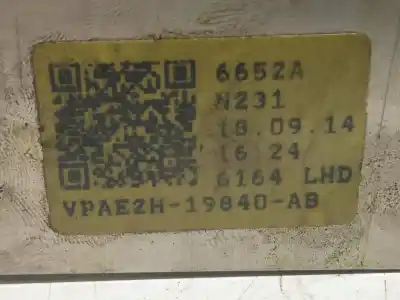 6652A
N231
18.09.14
16 24
6164 LHD
VPAE2H-19840-AB